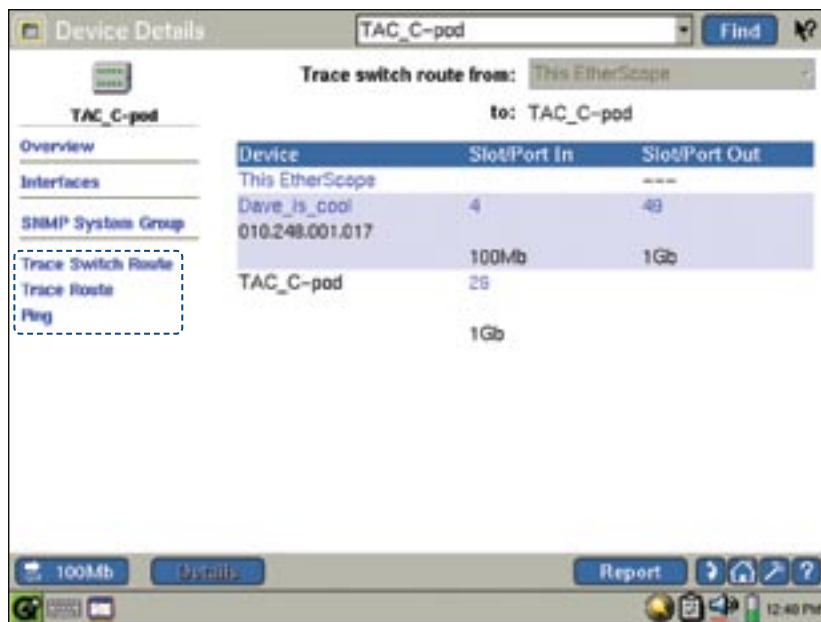 Device Details
TAC_C-pod
Find
Trace switch route from: This EtherScope
to: TAC_C-pod
TAC_C-pod
Overview
Interfaces
SNMP System Group
Trace Switch Route
Trace Route
Ping
Device Slot/Port In Slot/Port Out
This EtherScope ---
Dave_is_cool 4 49
010.248.001.017
100Mb 1Gb
TAC_C-pod 26
1Gb
100Mb
Details
Report
?
12:40 PM